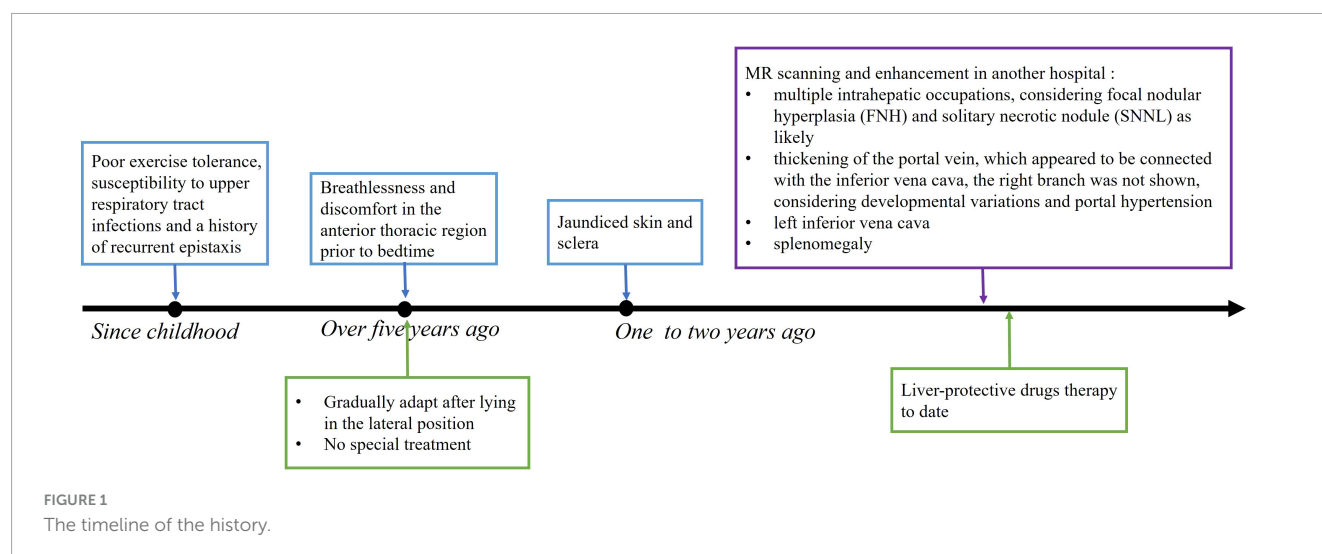 MR scanning and enhancement in another hospital :
• multiple intrahepatic occupations, considering focal nodular
hyperplasia (FNH) and solitary necrotic nodule (SNNL) as
likely
• thickening of the portal vein, which appeared to be connected
with the inferior vena cava, the right branch was not shown,
considering developmental variations and portal hypertension
• left inferior vena cava
• splenomegaly
Poor exercise tolerance,
susceptibility to upper
respiratory tract
infections and a history
of recurrent epistaxis
Breathlessness and
discomfort in the
anterior thoracic region
prior to bedtime
Jaundiced skin and
sclera
Since childhood
Over five years ago
One to two years ago
• Gradually adapt after lying
in the lateral position
• No special treatment
Liver-protective drugs therapy
to date
FIGURE 1
The timeline of the history.